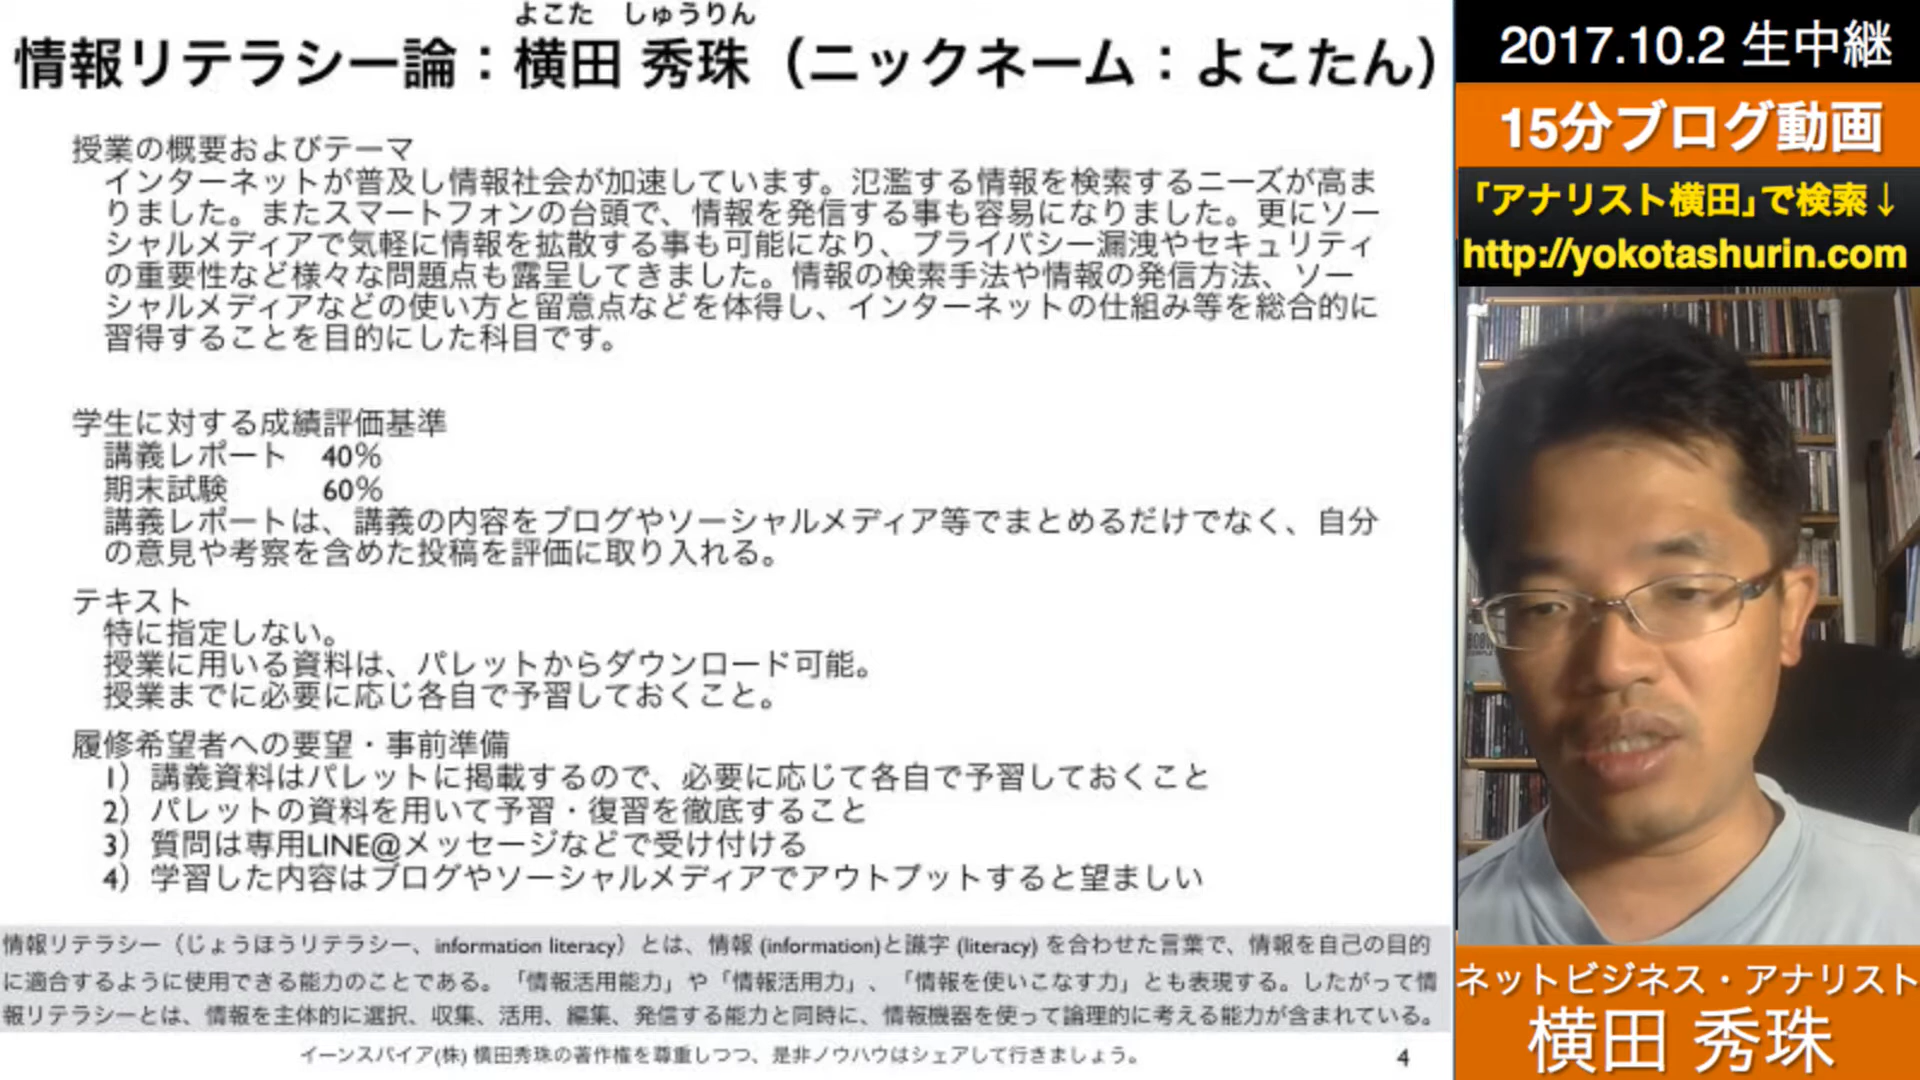 よこた しゅうりん
情報リテラシー論：横田 秀珠（ニックネーム：よこたん）
授業の概要およびテーマ
インターネットが普及し情報社会が加速しています。氾濫する情報を検索するニーズが高ま
りました。またスマートフォンの台頭で、情報を発信する事も容易になりました。更にソー
シャルメディアで気軽に情報を拡散する事も可能になり、プライバシー漏洩やセキュリティ
の重要性など様々な問題点も露呈してきました。情報の検索手法や情報の発信方法、ソー
シャルメディアなどの使い方と留意点などを体得し、インターネットの仕組み等を総合的に
習得することを目的にした科目です。
学生に対する成績評価基準
講義レポート 40%
期末試験 60%
講義レポートは、講義の内容をブログやソーシャルメディア等でまとめるだけでなく、自分
の意見や考察を含めた投稿を評価に取り入れる。
テキスト
特に指定しない。
授業に用いる資料は、パレットからダウンロード可能。
授業までに必要に応じ各自で予習しておくこと。
履修希望者への要望・事前準備
1）講義資料はパレットに掲載するので、必要に応じて各自で予習しておくこと
2）パレットの資料を用いて予習・復習を徹底すること
3）質問は専用LINE@メッセージなどで受け付ける
4）学習した内容はブログやソーシャルメディアでアウトプットすると望ましい
情報リテラシー（じょうほうリテラシー、information literacy）とは、情報 (information)と識字 (literacy) を合わせた言葉で、情報を自己の目的
に適合するように使用できる能力のことである。「情報活用能力」や「情報活用力」、「情報を使いこなす力」とも表現する。したがって情
報リテラシーとは、情報を主体的に選択、収集、活用、編集、発信する能力と同時に、情報機器を使って論理的に考える能力が含まれている。
イーンスパイア(株) 横田秀珠の著作権を尊重しつつ、是非ノウハウはシェアして行きましょう。
4
2017.10.2 生中継
15分ブログ動画
「アナリスト横田」で検索↓
http://yokotashurin.com
ネットビジネス・アナリスト
横田 秀珠